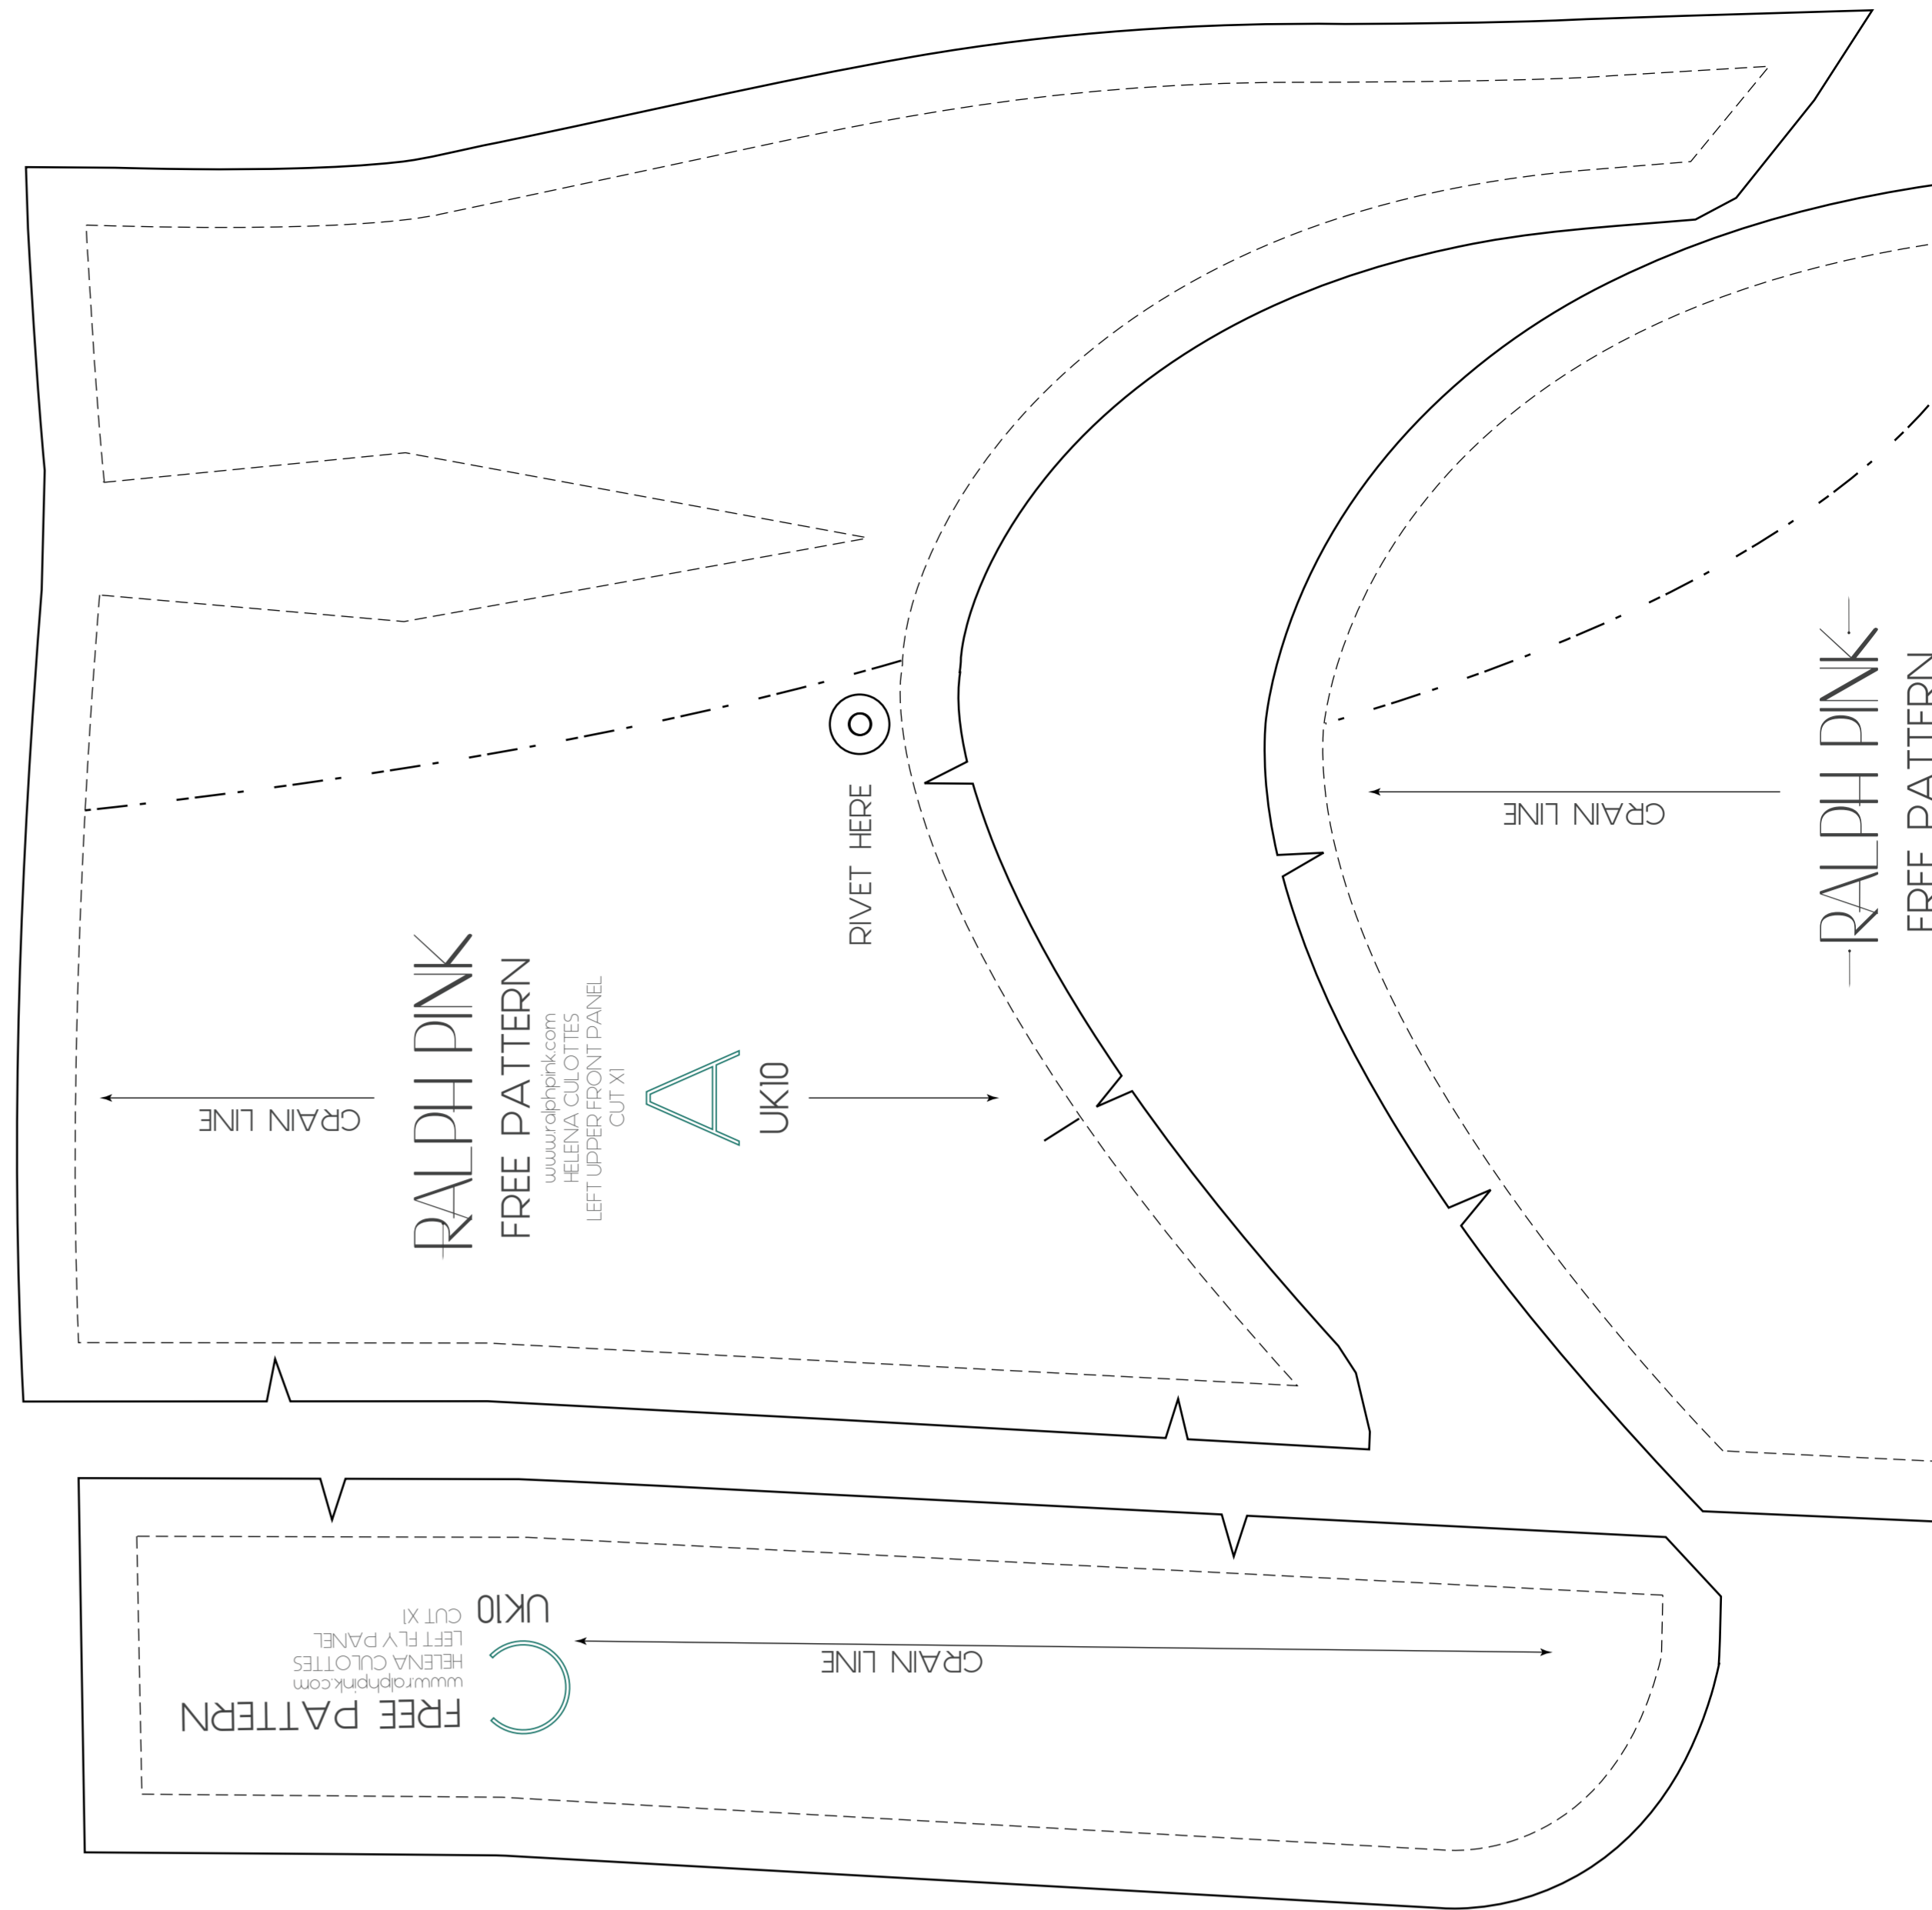 RIVET HERE
RALPH PINK
FREE PATTERN
www.ralphpink.com
HELENA CULOTTES
LEFT UPPER FRONT PANEL
CUT X1
A
UK10
GRAIN LINE
GRAIN LINE
RALPH PINK
FREE PATTERN
FREE PATTERN
www.ralphpink.com
HELENA CULOTTES
LEFT FLY PANEL
CUT X1
C
UK10
GRAIN LINE